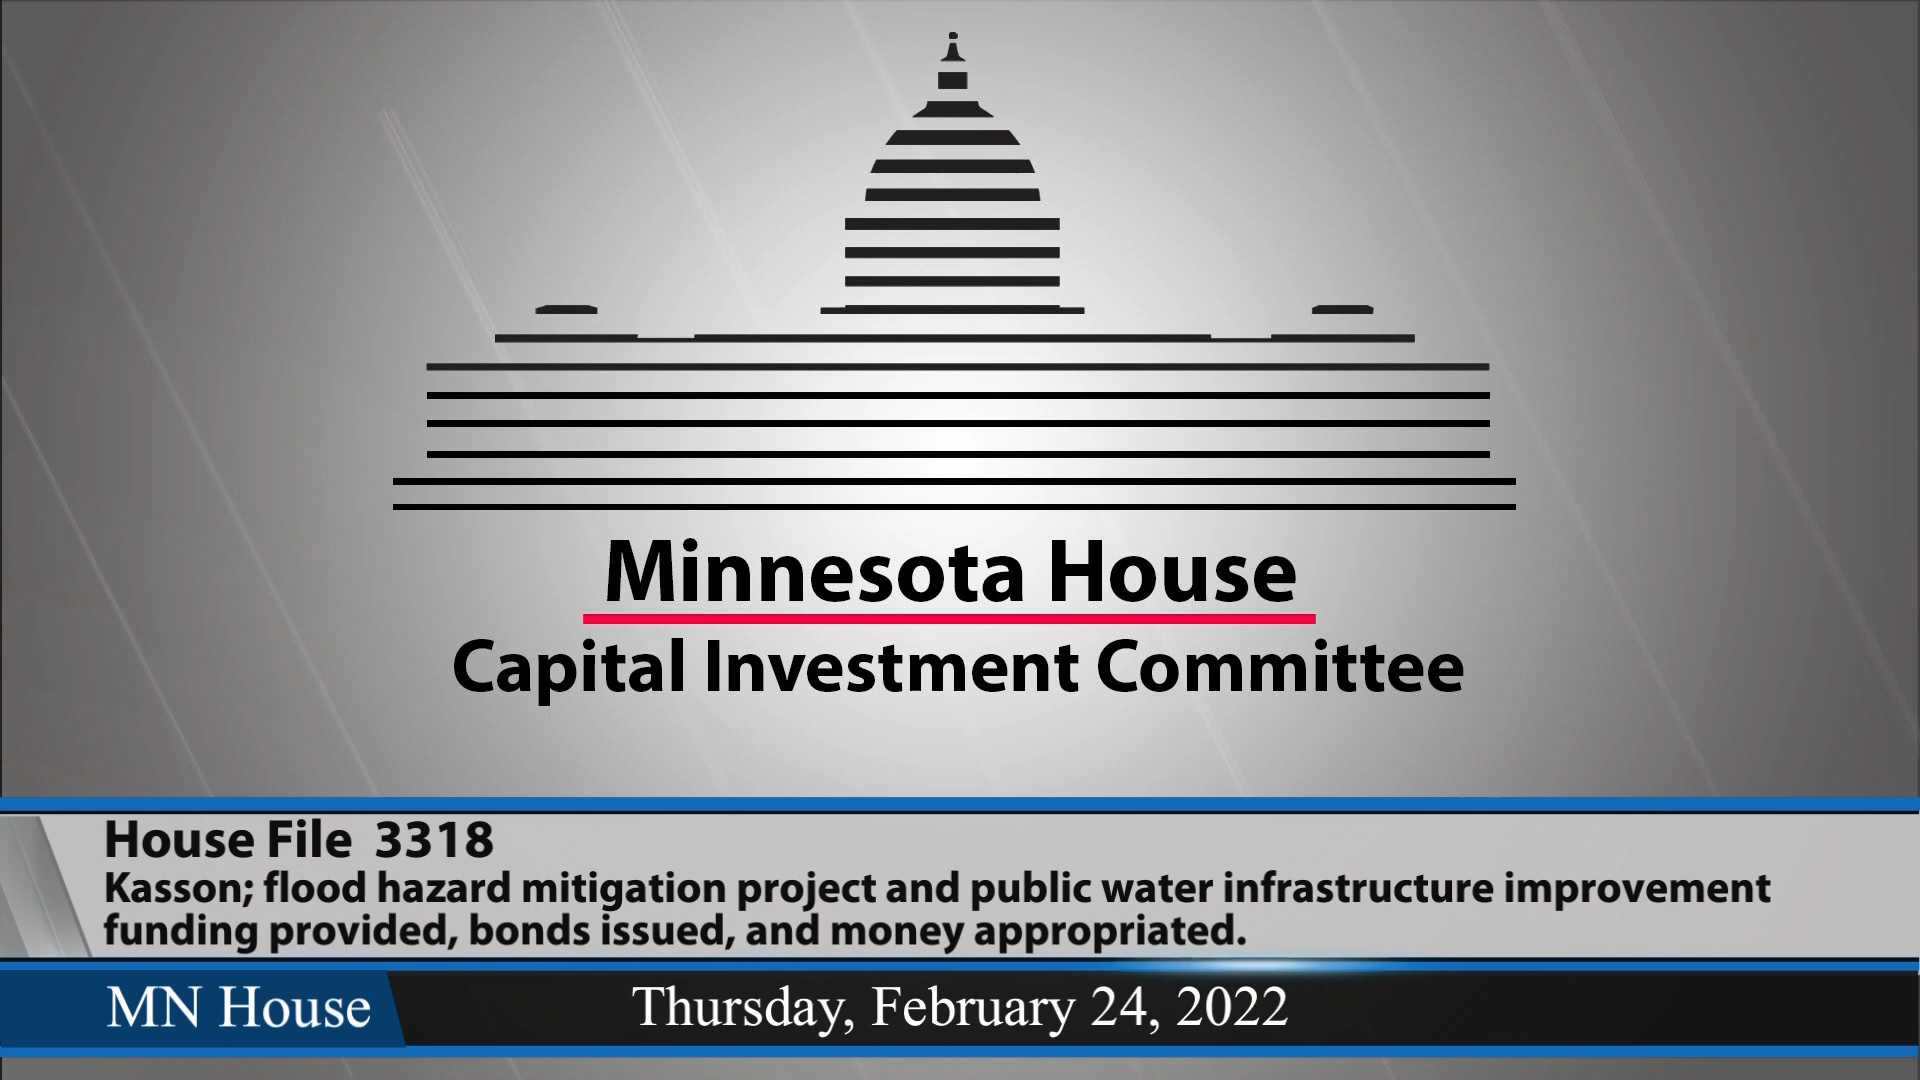 Minnesota House
Capital Investment Committee
House File 3318
Kasson; flood hazard mitigation project and public water infrastructure improvement
funding provided, bonds issued, and money appropriated.
MN House
Thursday, February 24, 2022